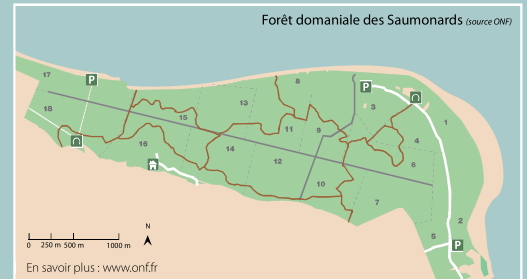 Forêt domaniale des Saumonards (source ONF)
17
P
18
8
P
13
3
1
15
11
9
4
16
14
12
6
10
7
2
5
P
N
0 250 m 500 m 1000 m
En savoir plus : www.onf.fr